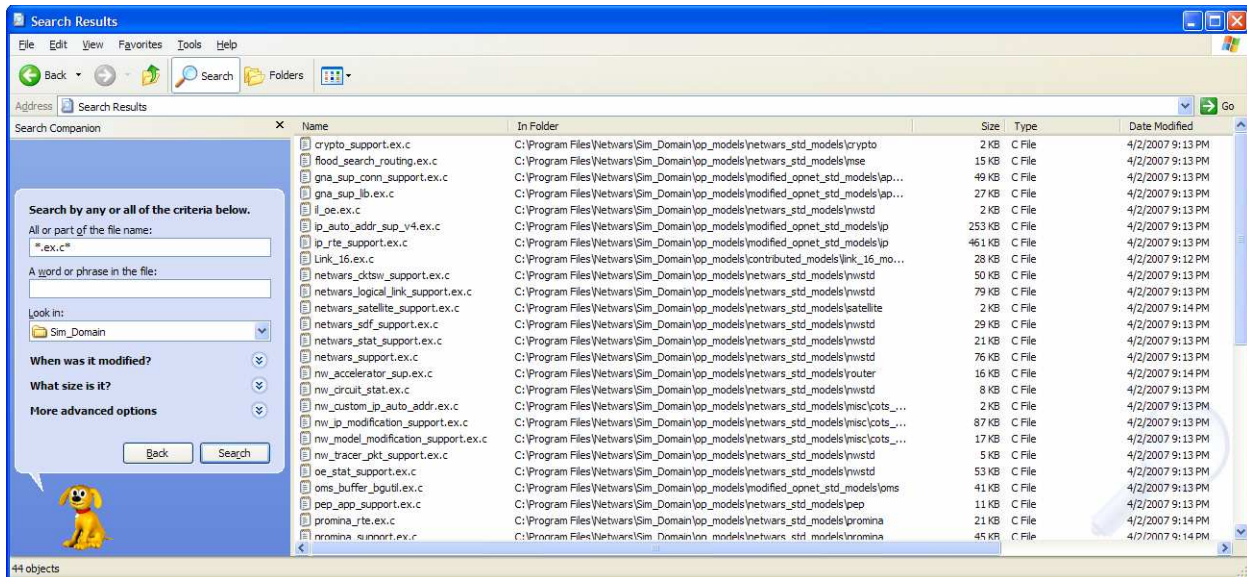 Search Results
File Edit View Favorites Tools Help
Back Search Folders
Address Search Results Go
Search Companion
Search by any or all of the criteria below.
All or part of the file name:
*.ex.c*
A word or phrase in the file:
Look in:
Sim_Domain
When was it modified?
What size is it?
More advanced options
Back Search
Name In Folder Size Type Date Modified
crypto_support.ex.c C:\Program Files\Netwars\Sim_Domain\op_models\netwars_std_models\crypto 2 KB C File 4/2/2007 9:13 PM
flood_search_routing.ex.c C:\Program Files\Netwars\Sim_Domain\op_models\netwars_std_models\mse 15 KB C File 4/2/2007 9:13 PM
gna_sup_conn_support.ex.c C:\Program Files\Netwars\Sim_Domain\op_models\modified_opnet_std_models\ap... 49 KB C File 4/2/2007 9:13 PM
gna_sup_lib.ex.c C:\Program Files\Netwars\Sim_Domain\op_models\modified_opnet_std_models\ap... 27 KB C File 4/2/2007 9:13 PM
il_oe.ex.c C:\Program Files\Netwars\Sim_Domain\op_models\netwars_std_models\nwstd 2 KB C File 4/2/2007 9:13 PM
ip_auto_addr_sup_v4.ex.c C:\Program Files\Netwars\Sim_Domain\op_models\modified_opnet_std_models\ip 253 KB C File 4/2/2007 9:13 PM
ip_rte_support.ex.c C:\Program Files\Netwars\Sim_Domain\op_models\modified_opnet_std_models\ip 461 KB C File 4/2/2007 9:13 PM
Link_16.ex.c C:\Program Files\Netwars\Sim_Domain\op_models\contributed_models\link_16_mo... 28 KB C File 4/2/2007 9:12 PM
netwars_cktsw_support.ex.c C:\Program Files\Netwars\Sim_Domain\op_models\netwars_std_models\nwstd 50 KB C File 4/2/2007 9:13 PM
netwars_logical_link_support.ex.c C:\Program Files\Netwars\Sim_Domain\op_models\netwars_std_models\nwstd 79 KB C File 4/2/2007 9:13 PM
netwars_satellite_support.ex.c C:\Program Files\Netwars\Sim_Domain\op_models\netwars_std_models\satellite 2 KB C File 4/2/2007 9:14 PM
netwars_sdf_support.ex.c C:\Program Files\Netwars\Sim_Domain\op_models\netwars_std_models\nwstd 29 KB C File 4/2/2007 9:13 PM
netwars_stat_support.ex.c C:\Program Files\Netwars\Sim_Domain\op_models\netwars_std_models\nwstd 21 KB C File 4/2/2007 9:13 PM
netwars_support.ex.c C:\Program Files\Netwars\Sim_Domain\op_models\netwars_std_models\nwstd 76 KB C File 4/2/2007 9:13 PM
nw_accelerator_sup.ex.c C:\Program Files\Netwars\Sim_Domain\op_models\netwars_std_models\router 16 KB C File 4/2/2007 9:14 PM
nw_circuit_stat.ex.c C:\Program Files\Netwars\Sim_Domain\op_models\netwars_std_models\nwstd 8 KB C File 4/2/2007 9:13 PM
nw_custom_ip_auto_addr.ex.c C:\Program Files\Netwars\Sim_Domain\op_models\netwars_std_models\misc\cots_... 2 KB C File 4/2/2007 9:13 PM
nw_ip_modification_support.ex.c C:\Program Files\Netwars\Sim_Domain\op_models\netwars_std_models\misc\cots_... 87 KB C File 4/2/2007 9:13 PM
nw_model_modification_support.ex.c C:\Program Files\Netwars\Sim_Domain\op_models\netwars_std_models\misc\cots_... 17 KB C File 4/2/2007 9:13 PM
nw_tracer_pkt_support.ex.c C:\Program Files\Netwars\Sim_Domain\op_models\netwars_std_models\nwstd 5 KB C File 4/2/2007 9:13 PM
oe_stat_support.ex.c C:\Program Files\Netwars\Sim_Domain\op_models\netwars_std_models\nwstd 53 KB C File 4/2/2007 9:13 PM
oms_buffer_bgutil.ex.c C:\Program Files\Netwars\Sim_Domain\op_models\modified_opnet_std_models\oms 41 KB C File 4/2/2007 9:13 PM
pep_app_support.ex.c C:\Program Files\Netwars\Sim_Domain\op_models\netwars_std_models\pep 11 KB C File 4/2/2007 9:13 PM
promina_rte.ex.c C:\Program Files\Netwars\Sim_Domain\op_models\netwars_std_models\promina 21 KB C File 4/2/2007 9:14 PM
promina_support.ex.c C:\Program Files\Netwars\Sim_Domain\op_models\netwars_std_models\promina 45 KB C File 4/2/2007 9:14 PM
44 objects